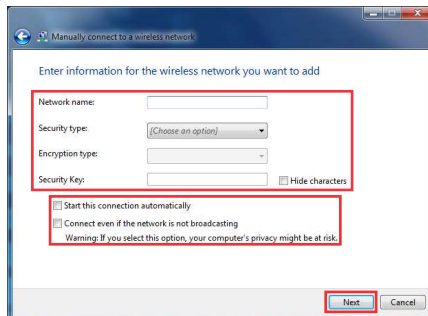 Manually connect to a wireless network
Enter information for the wireless network you want to add
Network name:
Security type: [Choose an option]
Encryption type:
Security Key: Hide characters
Start this connection automatically
Connect even if the network is not broadcasting
Warning: If you select this option, your computer's privacy might be at risk.
Next Cancel